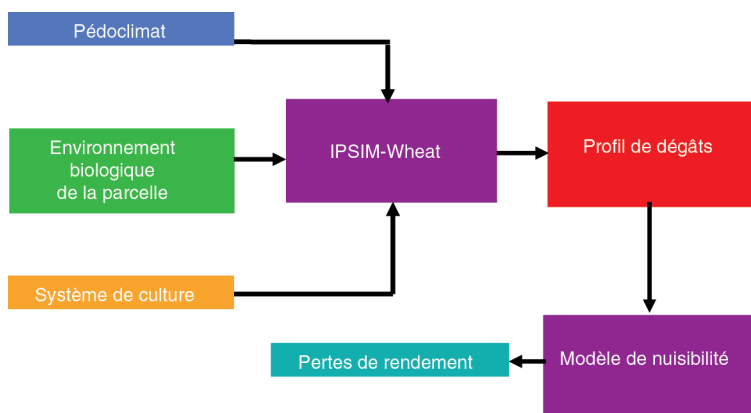 Pédoclimat
Environnement
biologique
de la parcelle
IPSIM-Wheat
Profil de dégâts
Système de culture
Pertes de rendement
Modèle de nuisibilité